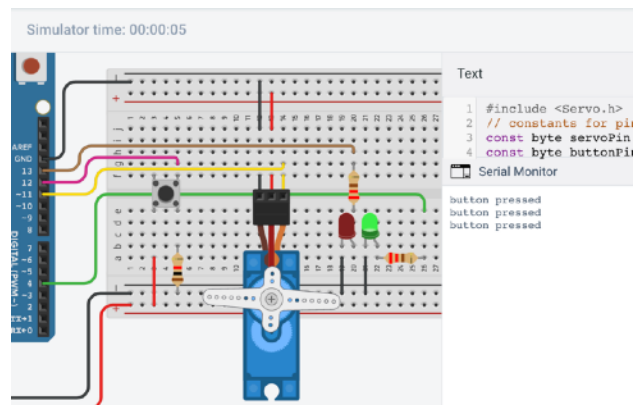 Simulator time: 00:00:05
Text
1 #include <Servo.h>
2 // constants for pin
3 const byte servoPin
4 const byte buttonPin
Serial Monitor
button pressed
button pressed
button pressed
AREF
GND
13
12
~11
~10
~9
8
7
~6
~5
4
~3
2
TX→1
RX←0
DIGITAL (PWM~)